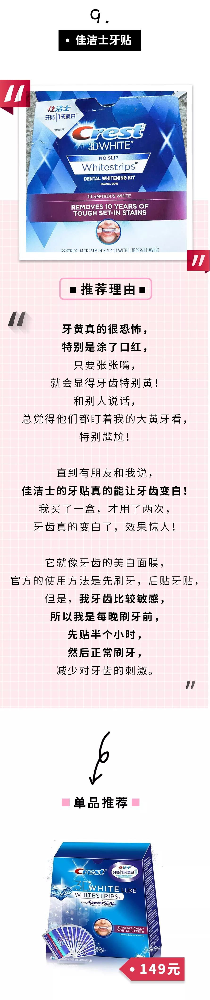 9.
• 佳洁士牙贴
佳洁士
牙贴|1天美白
91349781
Crest
3D WHITE™
NO SLIP
Whitestrips™
DENTAL WHITENING KIT
ENAMEL SAFE
GLAMOROUS WHITE
REMOVES 10 YEARS OF
TOUGH SET-IN STAINS
28 STRIPS: 14 TREATMENTS (EACH WITH 1 UPPER/1 LOWER)
推荐理由
牙黄真的很恐怖，
特别是涂了口红，
只要张张嘴，
就会显得牙齿特别黄！
和别人说话，
总觉得他们都盯着我的大黄牙看，
特别尴尬！
直到有朋友和我说，
佳洁士的牙贴真的能让牙齿变白！
我买了一盒，才用了两次，
牙齿真的变白了，效果惊人！
它就像牙齿的美白面膜，
官方的使用方法是先刷牙，后贴牙贴，
但是，我牙齿比较敏感，
所以我是每晚刷牙前，
先贴半个小时，
然后正常刷牙，
减少对牙齿的刺激。
单品推荐
Crest
佳洁士
牙贴|1天美白
3D WHITE LUXE
WHITESTRIPS
WITH Advanced SEAL™
NO SLIP TECHNOLOGY
DRAMATICALLY
WHITENS TEETH
Use Once Daily for 30 Minutes
• 149元